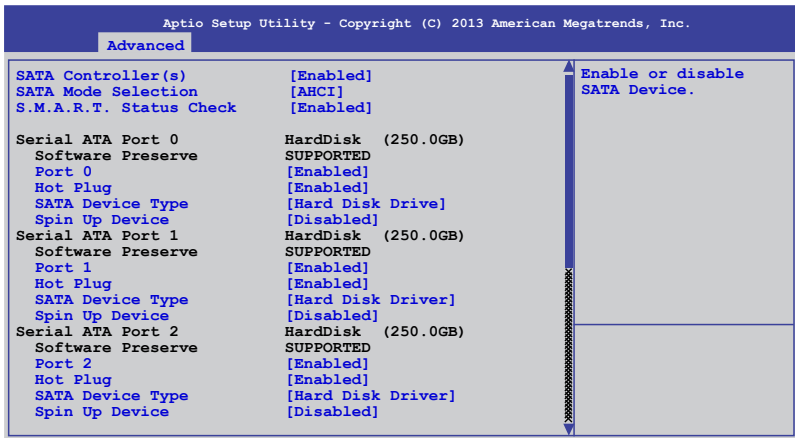 Aptio Setup Utility - Copyright (C) 2013 American Megatrends, Inc.
Advanced
SATA Controller(s) [Enabled]
SATA Mode Selection [AHCI]
S.M.A.R.T. Status Check [Enabled]
Serial ATA Port 0 HardDisk (250.0GB)
Software Preserve SUPPORTED
Port 0 [Enabled]
Hot Plug [Enabled]
SATA Device Type [Hard Disk Drive]
Spin Up Device [Disabled]
Serial ATA Port 1 HardDisk (250.0GB)
Software Preserve SUPPORTED
Port 1 [Enabled]
Hot Plug [Enabled]
SATA Device Type [Hard Disk Driver]
Spin Up Device [Disabled]
Serial ATA Port 2 HardDisk (250.0GB)
Software Preserve SUPPORTED
Port 2 [Enabled]
Hot Plug [Enabled]
SATA Device Type [Hard Disk Driver]
Spin Up Device [Disabled]
Enable or disable
SATA Device.